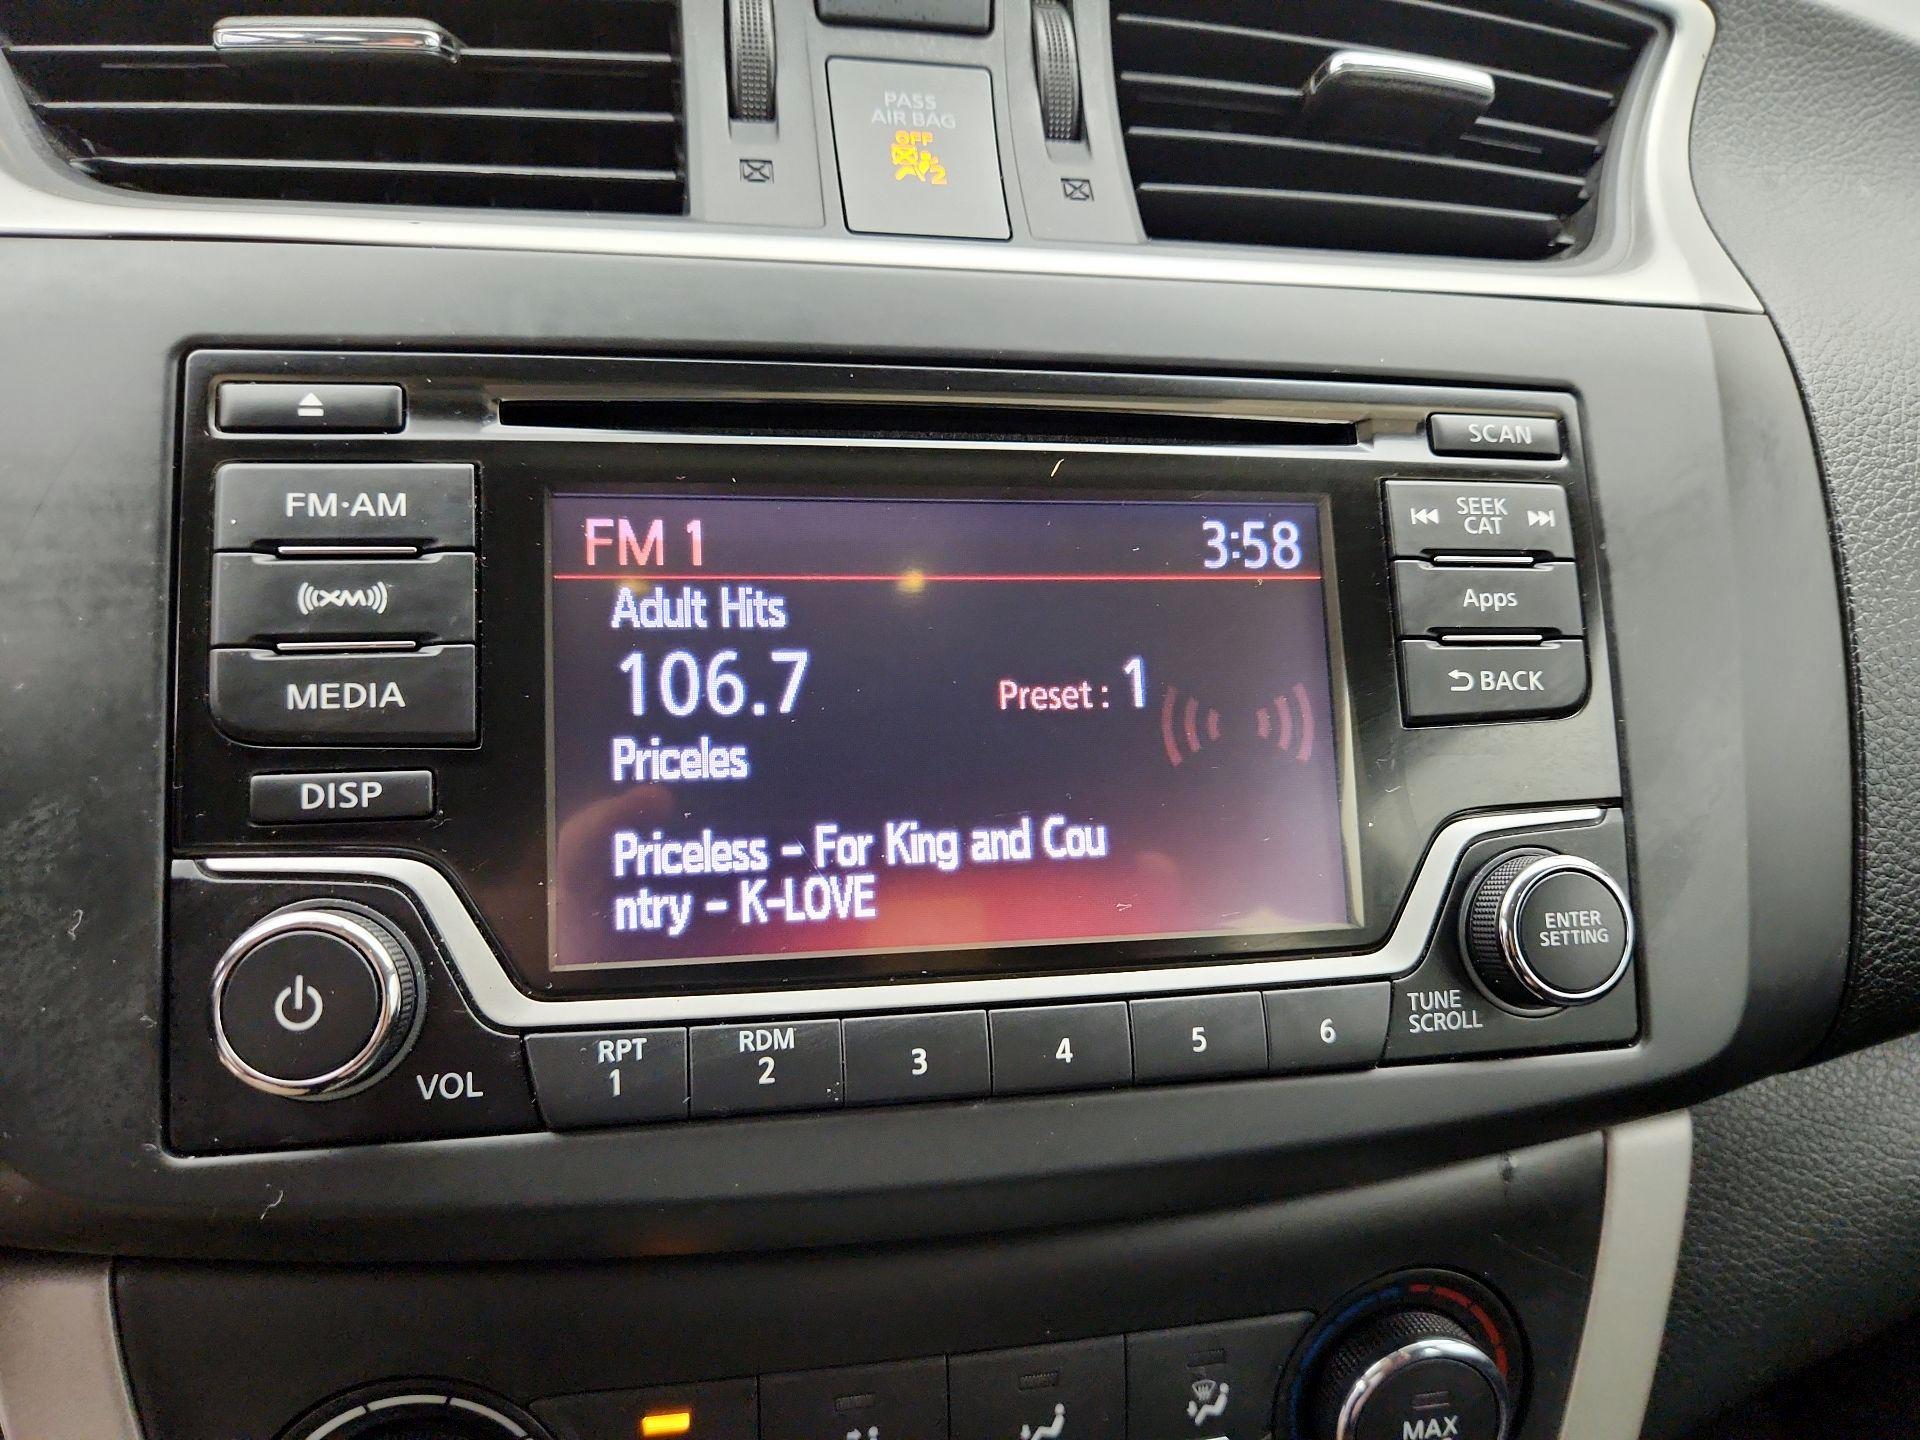 PASS
AIR BAG
OFF
2
SCAN
FM·AM
XM
MEDIA
DISP
FM 1
3:58
Adult Hits
106.7
Preset : 1
Priceles
Priceless - For King and Cou
ntry - K-LOVE
SEEK
CAT
Apps
BACK
ENTER
SETTING
TUNE
SCROLL
VOL
RPT
1
RDM
2
3
4
5
6
MAX